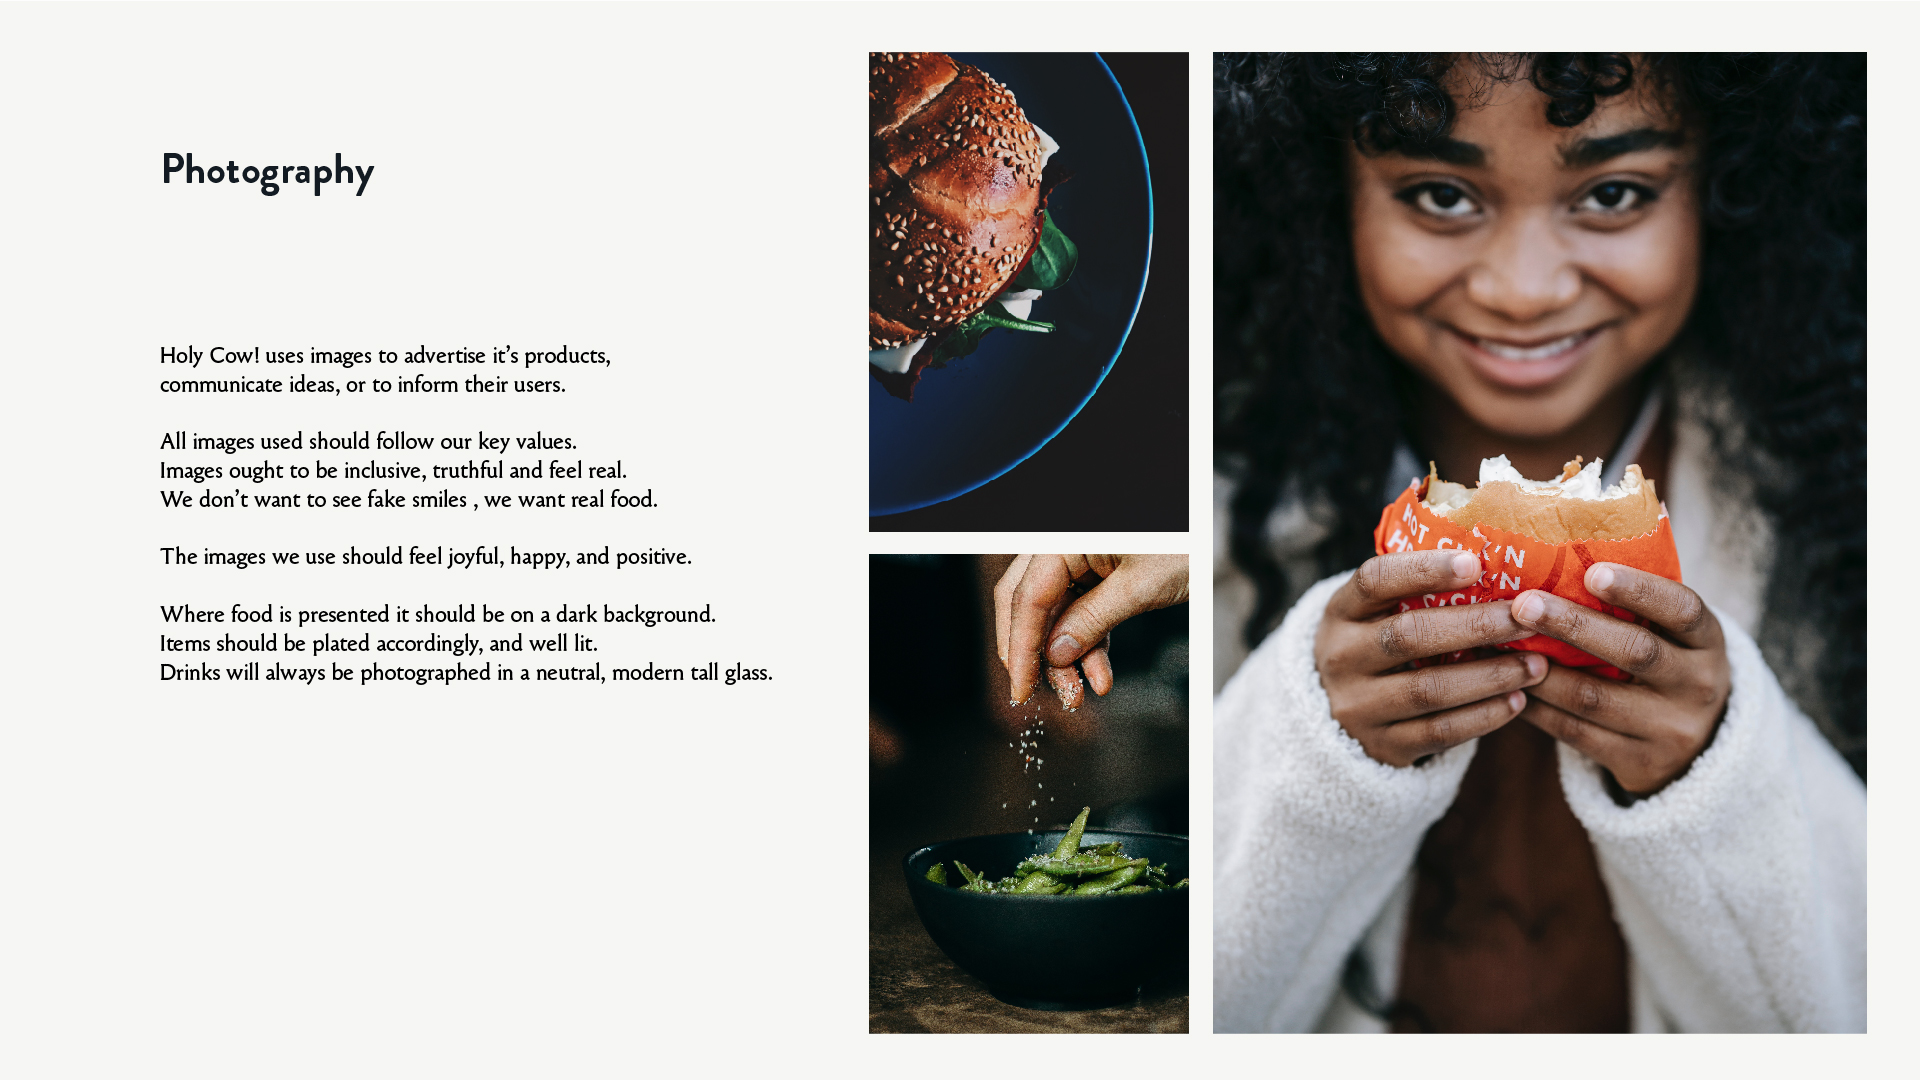 Photography
Holy Cow! uses images to advertise it’s products,
communicate ideas, or to inform their users.
All images used should follow our key values.
Images ought to be inclusive, truthful and feel real.
We don’t want to see fake smiles , we want real food.
The images we use should feel joyful, happy, and positive.
Where food is presented it should be on a dark background.
Items should be plated accordingly, and well lit.
Drinks will always be photographed in a neutral, modern tall glass.
HOT